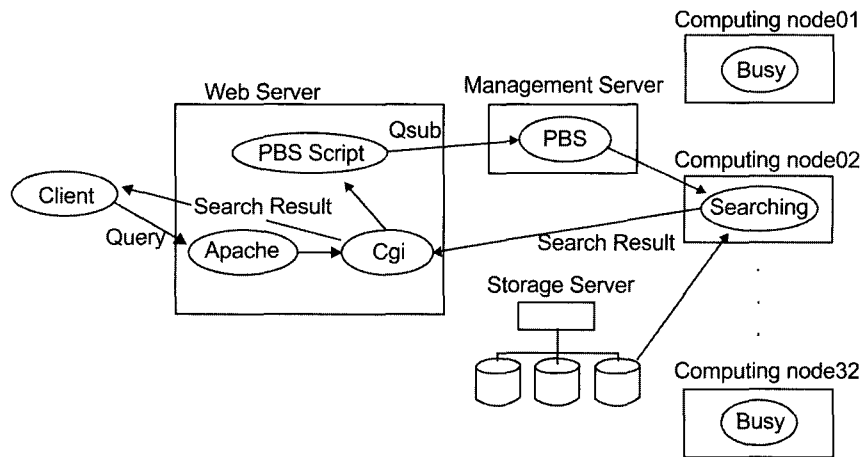 Computing node01
Busy
Web Server
Management Server
Qsub
PBS Script
PBS
Computing node02
Client
Search Result
Searching
Query
Apache
Cgi
Search Result
Storage Server
Computing node32
Busy